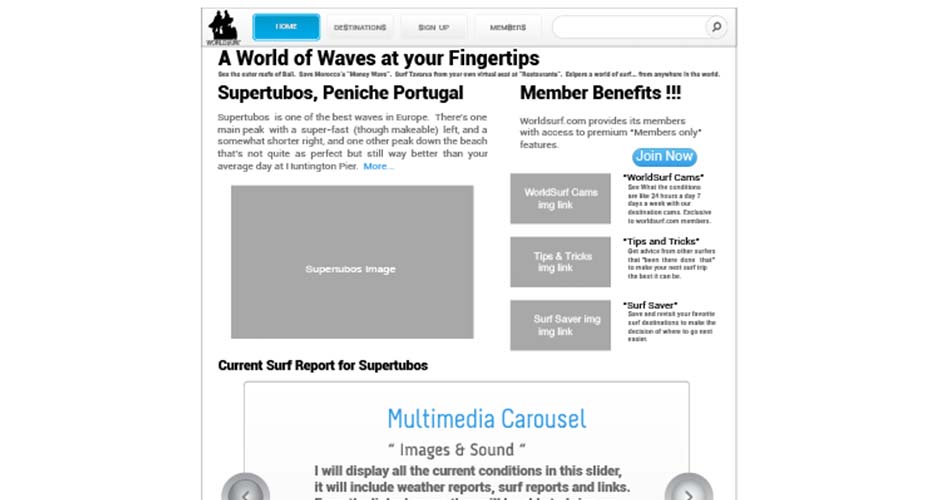 WORLDSURF
HOME
DESTINATIONS
SIGN UP
MEMBERS
A World of Waves at your Fingertips
See the outer reefs of Bali. Save Morocco's "Money Wave". Surf Tavarua from your own virtual seat at "Restaurants". Exlpore a world of surf... from anywhere in the world.
Supertubos, Peniche Portugal
Supertubos is one of the best waves in Europe. There's one
main peak with a super-fast (though makeable) left, and a
somewhat shorter right, and one other peak down the beach
that's not quite as perfect but still way better than your
average day at Huntington Pier. More...
Supertubos Image
Member Benefits !!!
Worldsurf.com provides its members
with access to premium "Members only"
features.
Join Now
WorldSurf Cams
img link
"WorldSurf Cams"
See What the conditions
are like 24 hours a day 7
days a week with our
destination cams. Exclusive
to worldsurf.com members.
Tips & Tricks
img link
"Tips and Tricks"
Get advice from other surfers
that "been there done that"
to make your next surf trip
the best it can be.
Surf Saver img
img link
"Surf Saver"
Save and revisit your favorite
surf destinations to make the
decision of where to go next
easier.
Current Surf Report for Supertubos
Multimedia Carousel
" Images & Sound "
I will display all the current conditions in this slider,
it will include weather reports, surf reports and links.